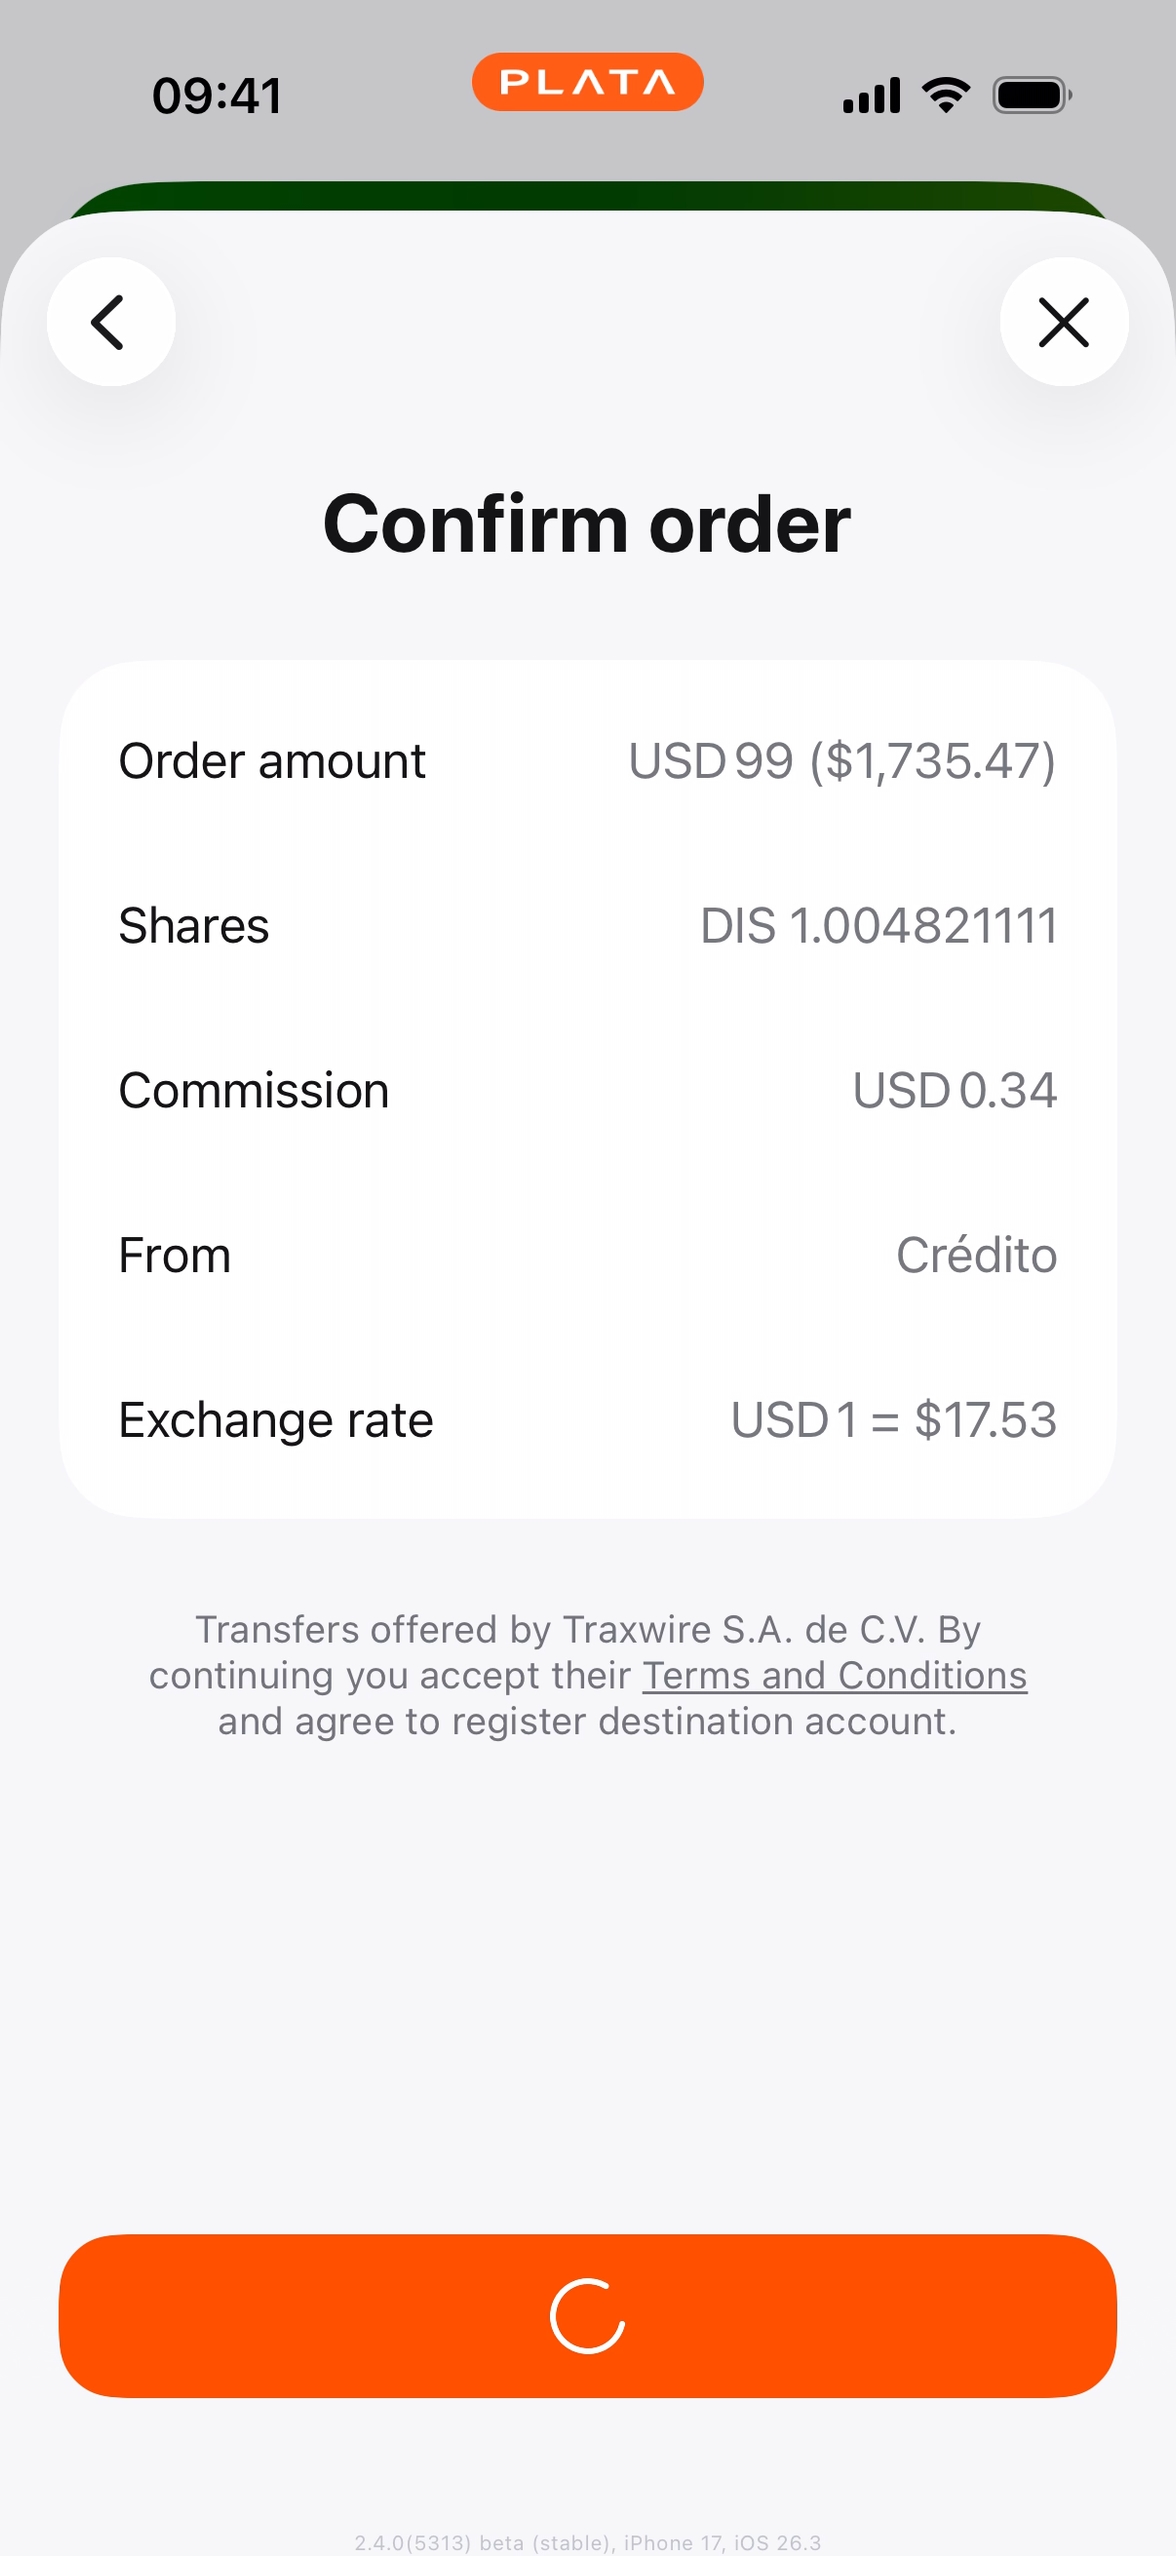 09:41
PLATA
Confirm order
Order amount USD 99 ($1,735.47)
Shares DIS 1.004821111
Commission USD 0.34
From Crédito
Exchange rate USD 1 = $17.53
Transfers offered by Traxwire S.A. de C.V. By
continuing you accept their Terms and Conditions
and agree to register destination account.
2.4.0(5313) beta (stable), iPhone 17, iOS 26.3